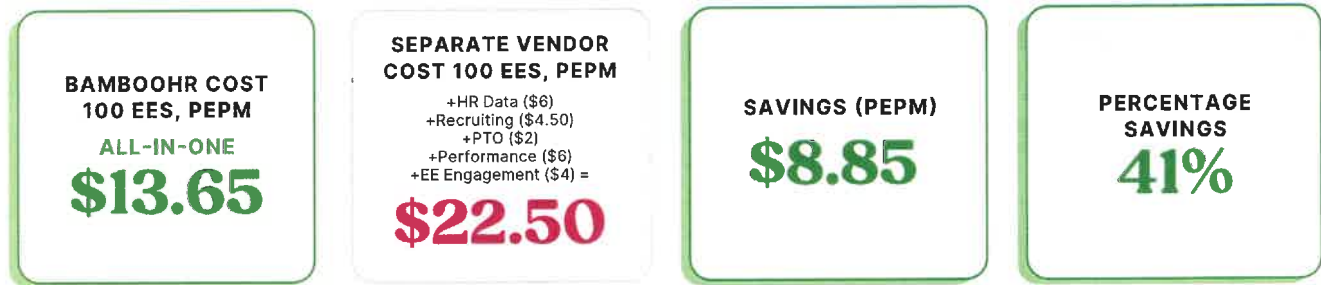 BAMBOOHR COST
100 EES, PEPM
ALL-IN-ONE
$13.65
SEPARATE VENDOR
COST 100 EES, PEPM
+HR Data ($6)
+Recruiting ($4.50)
+PTO ($2)
+Performance ($6)
+EE Engagement ($4) =
$22.50
SAVINGS (PEPM)
$8.85
PERCENTAGE
SAVINGS
41%